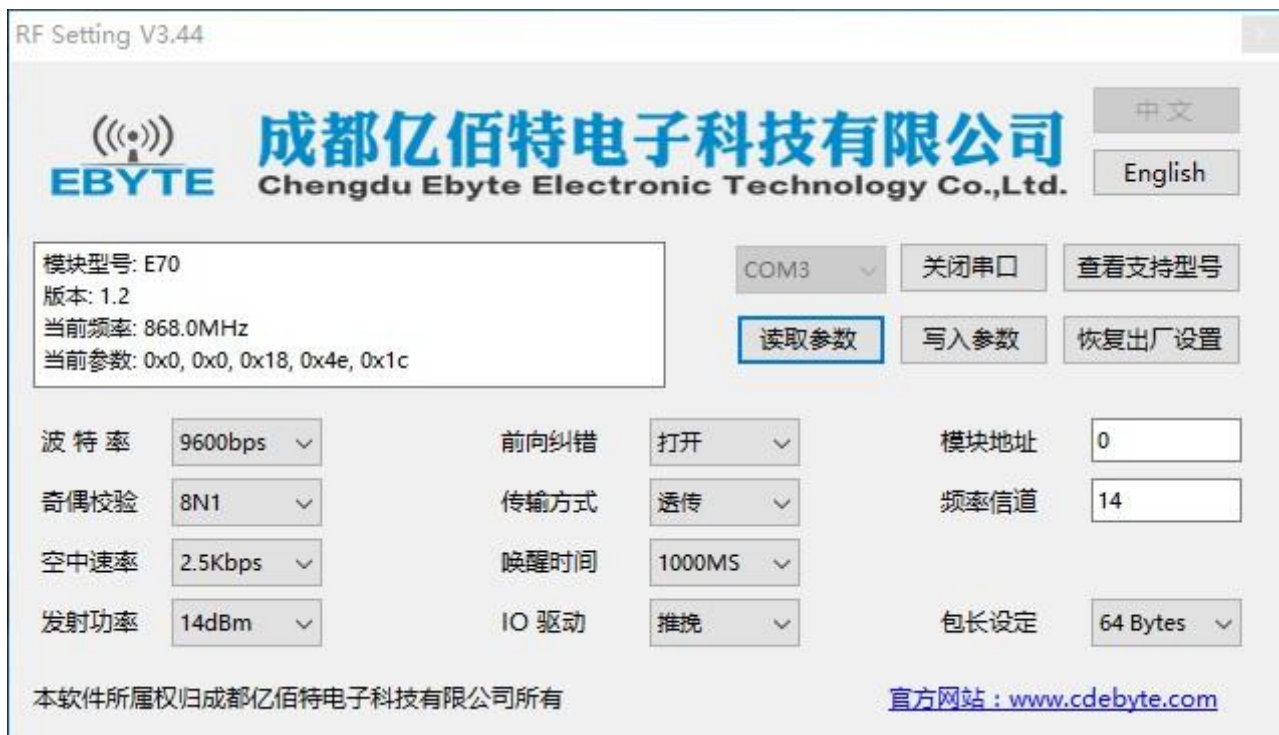 RF Setting V3.44
中 文
EBYTE
成都亿佰特电子科技有限公司
Chengdu Ebyte Electronic Technology Co.,Ltd.
English
模块型号: E70
版本: 1.2
当前频率: 868.0MHz
当前参数: 0x0, 0x0, 0x18, 0x4e, 0x1c
COM3 关闭串口 查看支持型号
读取参数 写入参数 恢复出厂设置
波 特 率 9600bps 前向纠错 打开 模块地址 0
奇偶校验 8N1 传输方式 透传 频率信道 14
空中速率 2.5Kbps 唤醒时间 1000MS
发射功率 14dBm IO 驱动 推挽 包长设定 64 Bytes
本软件所属权归成都亿佰特电子科技有限公司所有 官方网站：www.cdebyte.com